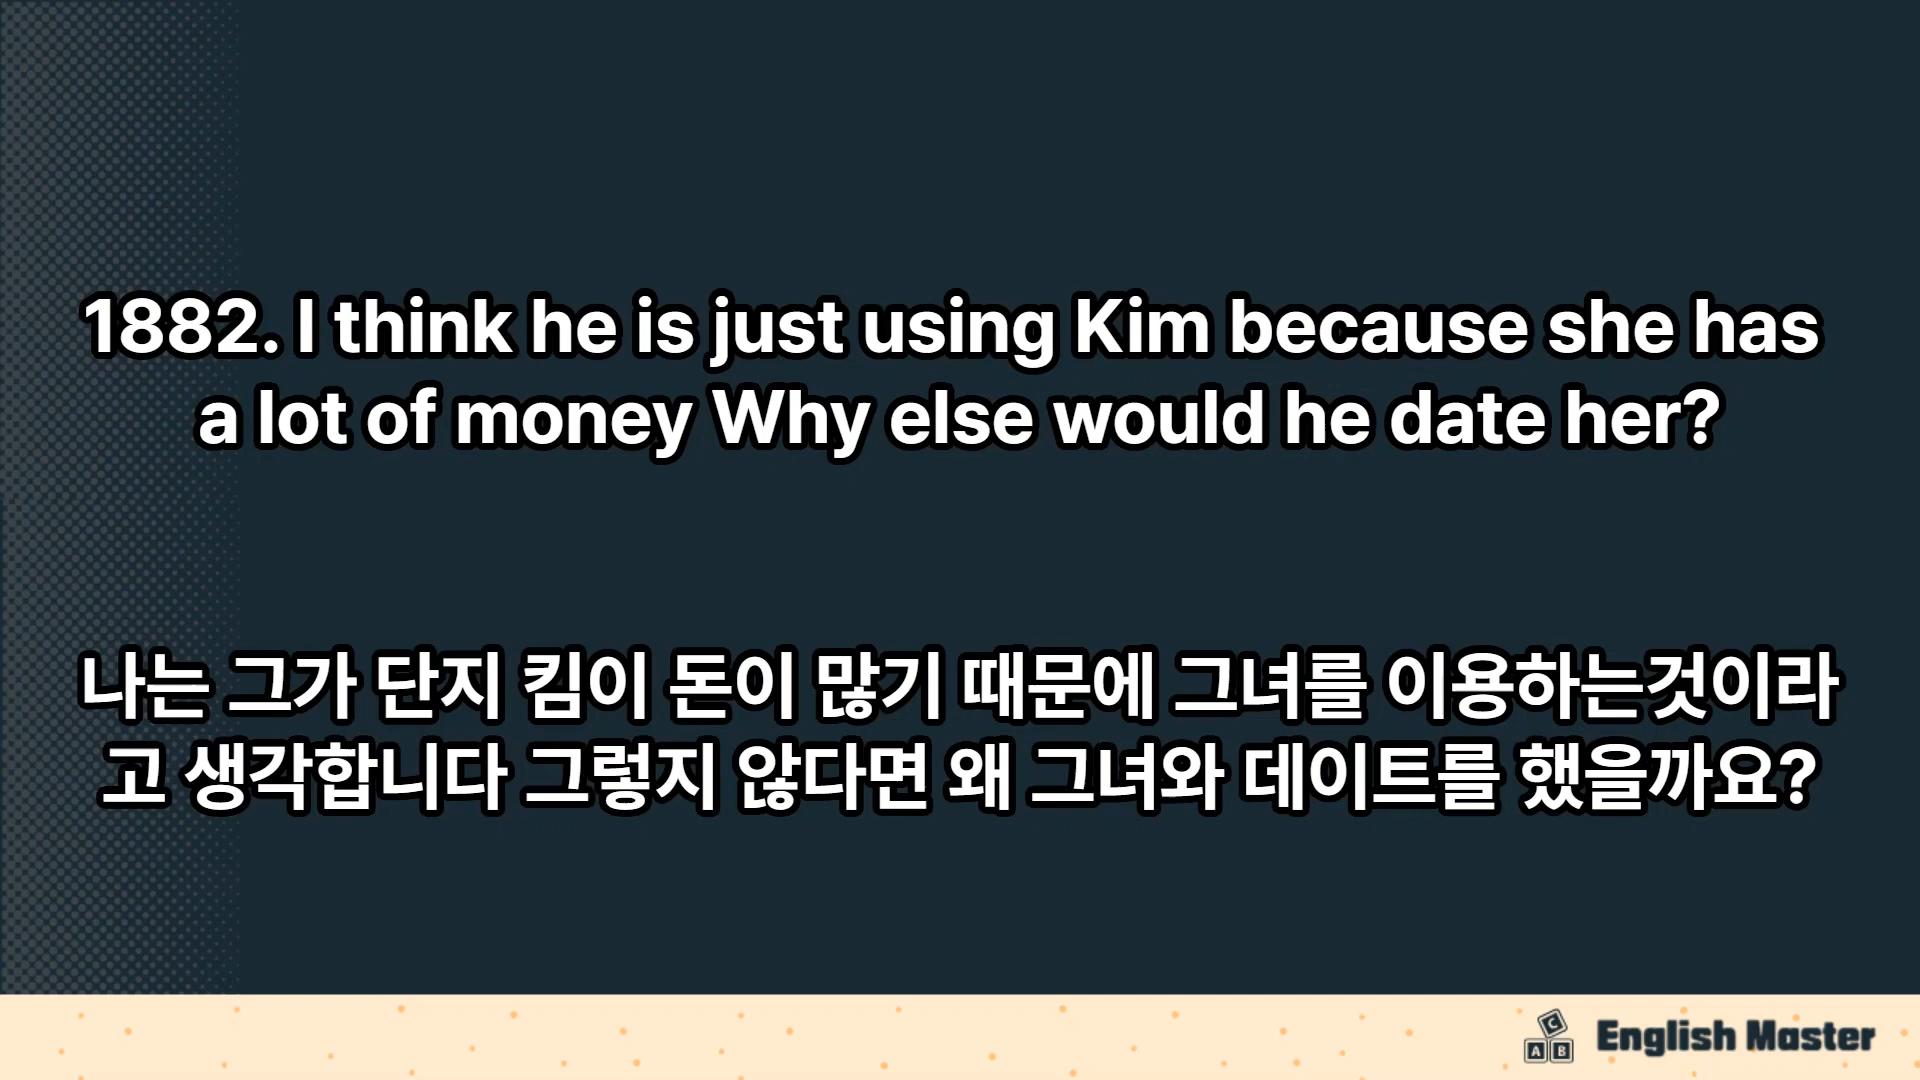 1882. I think he is just using Kim because she has
a lot of money Why else would he date her?
나는 그가 단지 킴이 돈이 많기 때문에 그녀를 이용하는것이라
고 생각합니다 그렇지 않다면 왜 그녀와 데이트를 했을까요?
C
A B
English Master